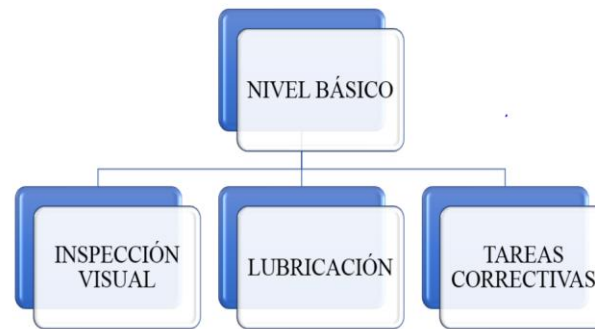 NIVEL BÁSICO
INSPECCIÓN
VISUAL
LUBRICACIÓN
TAREAS
CORRECTIVAS